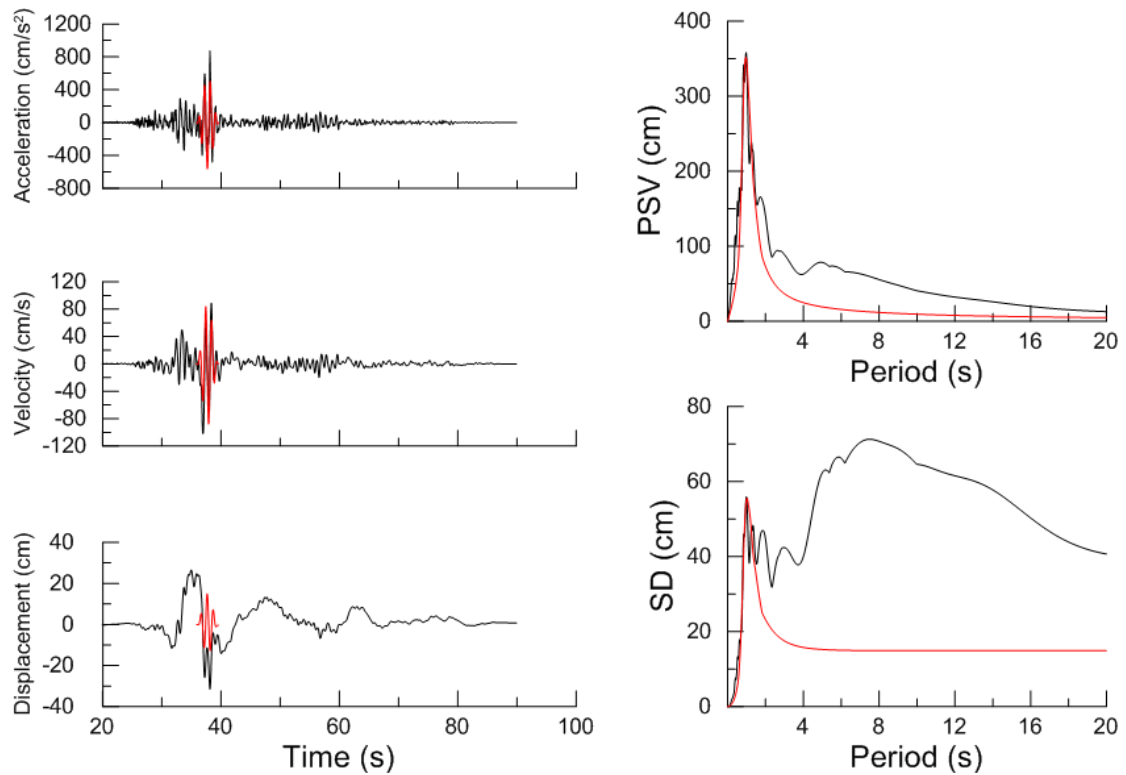 Acceleration (cm/s²)
1200
800
400
0
-400
-800
Velocity (cm/s)
120
80
40
0
-40
-80
-120
Displacement (cm)
40
20
0
-20
-40
20 40 60 80 100
Time (s)
PSV (cm)
400
300
200
100
0
4 8 12 16 20
Period (s)
SD (cm)
80
60
40
20
0
4 8 12 16 20
Period (s)